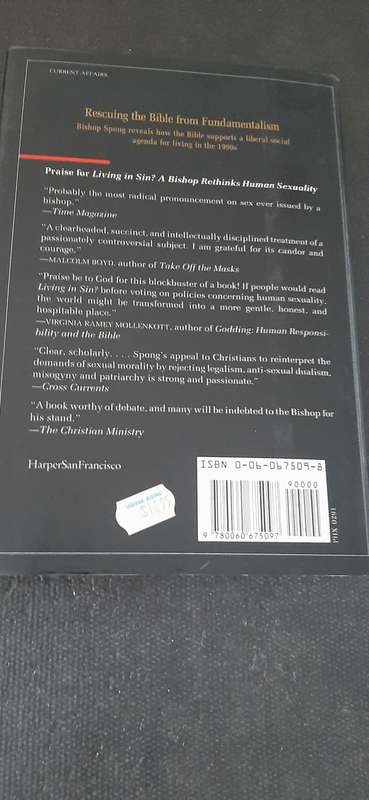 CURRENT AFFAIRS
Rescuing the Bible from Fundamentalism
Bishop Spong reveals how the Bible supports a liberal social
agenda for living in the 1990s
Praise for Living in Sin? A Bishop Rethinks Human Sexuality
“Probably the most radical pronouncement on sex ever issued by a
bishop.”
—Time Magazine
“A clearheaded, succinct, and intellectually disciplined treatment of a
passionately controversial subject. I am grateful for its candor and
courage.”
—MALCOLM BOYD, author of Take Off the Masks
“Praise be to God for this blockbuster of a book! If people would read
Living in Sin? before voting on policies concerning human sexuality,
the world might be transformed into a more gentle, honest, and
hospitable place.”
—VIRGINIA RAMEY MOLLENKOTT, author of Godding: Human Responsi-
bility and the Bible
“Clear, scholarly. . . . Spong's appeal to Christians to reinterpret the
demands of sexual morality by rejecting legalism, anti-sexual dualism,
misogyny and patriarchy is strong and passionate.”
—Cross Currents
“A book worthy of debate, and many will be indebted to the Bishop for
his stand.”
—The Christian Ministry
HarperSanFrancisco
ISBN 0-06-067509-8
90000
9 780060 675097